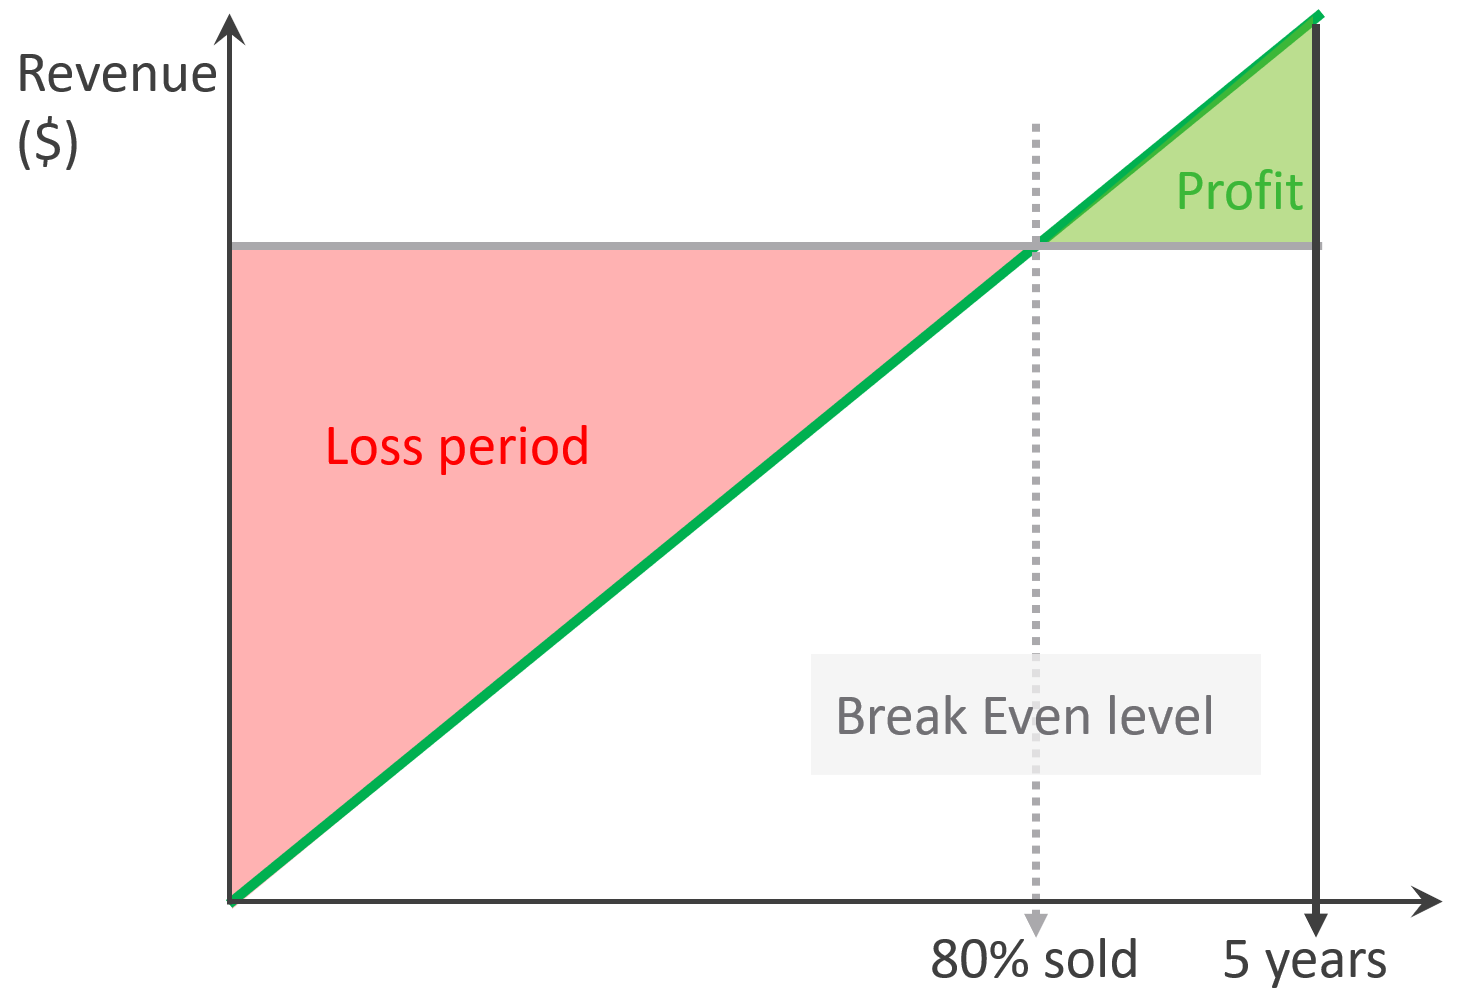 Revenue
($)
Profit
Loss period
Break Even level
80% sold
5 years